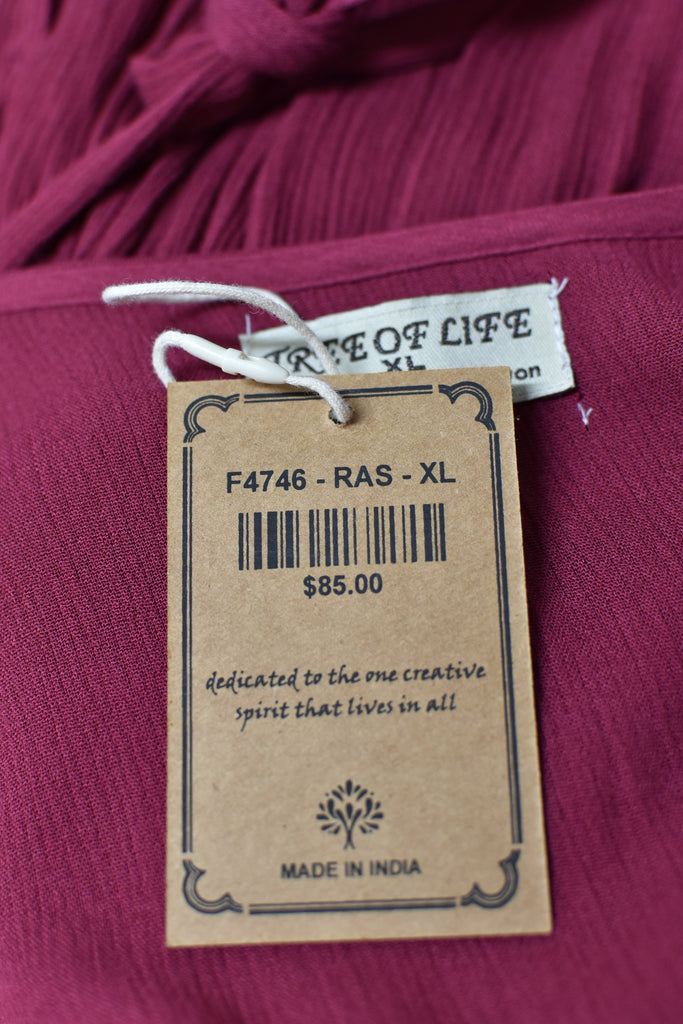 TREE OF LIFE
XL
F4746 - RAS - XL
$85.00
dedicated to the one creative
spirit that lives in all
MADE IN INDIA